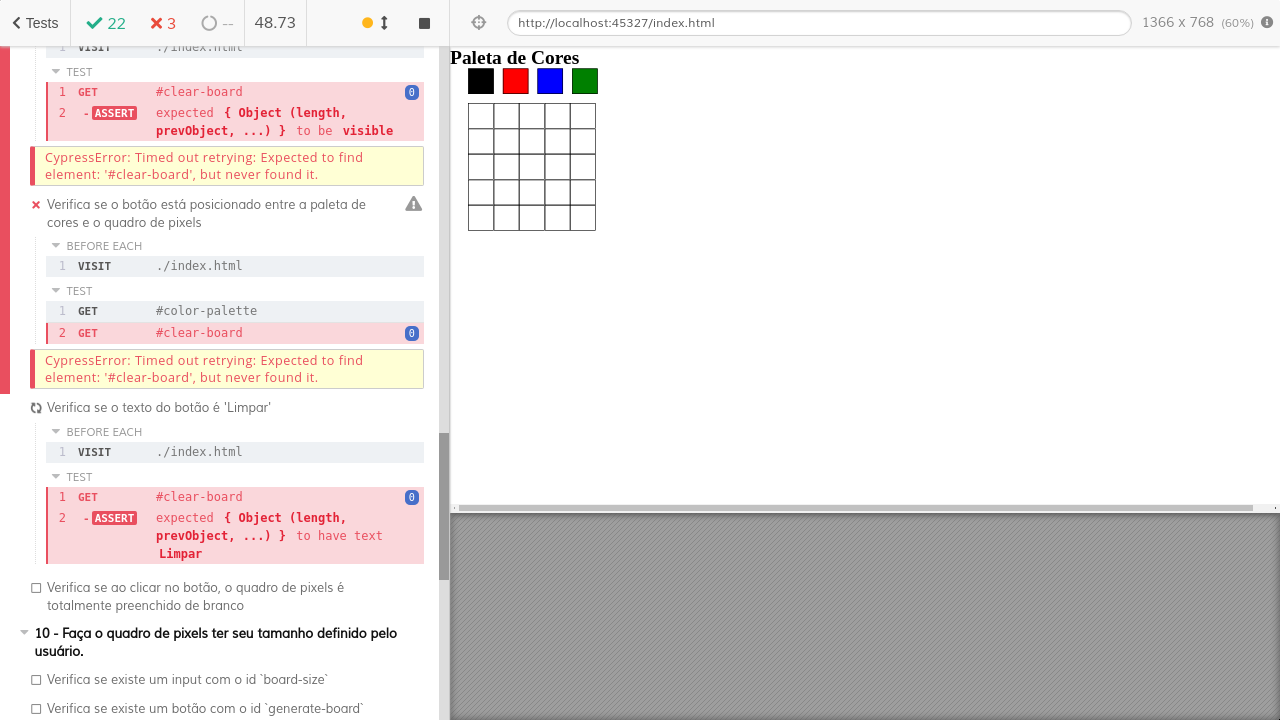 Tests 22 3 -- 48.73 http://localhost:45327/index.html 1366 x 768 (60%)
1 VISIT ./index.html
TEST
1 GET #clear-board 0
2 -ASSERT expected { Object (length,
prevObject, ...) } to be visible
CypressError: Timed out retrying: Expected to find
element: '#clear-board', but never found it.
Verifica se o botão está posicionado entre a paleta de
cores e o quadro de pixels
BEFORE EACH
1 VISIT ./index.html
TEST
1 GET #color-palette
2 GET #clear-board 0
CypressError: Timed out retrying: Expected to find
element: '#clear-board', but never found it.
Verifica se o texto do botão é 'Limpar'
BEFORE EACH
1 VISIT ./index.html
TEST
1 GET #clear-board 0
2 -ASSERT expected { Object (length,
prevObject, ...) } to have text
Limpar
Verifica se ao clicar no botão, o quadro de pixels é
totalmente preenchido de branco
10 - Faça o quadro de pixels ter seu tamanho definido pelo
usuário.
Verifica se existe um input com o id `board-size`
Verifica se existe um botão com o id `generate-board`
Paleta de Cores